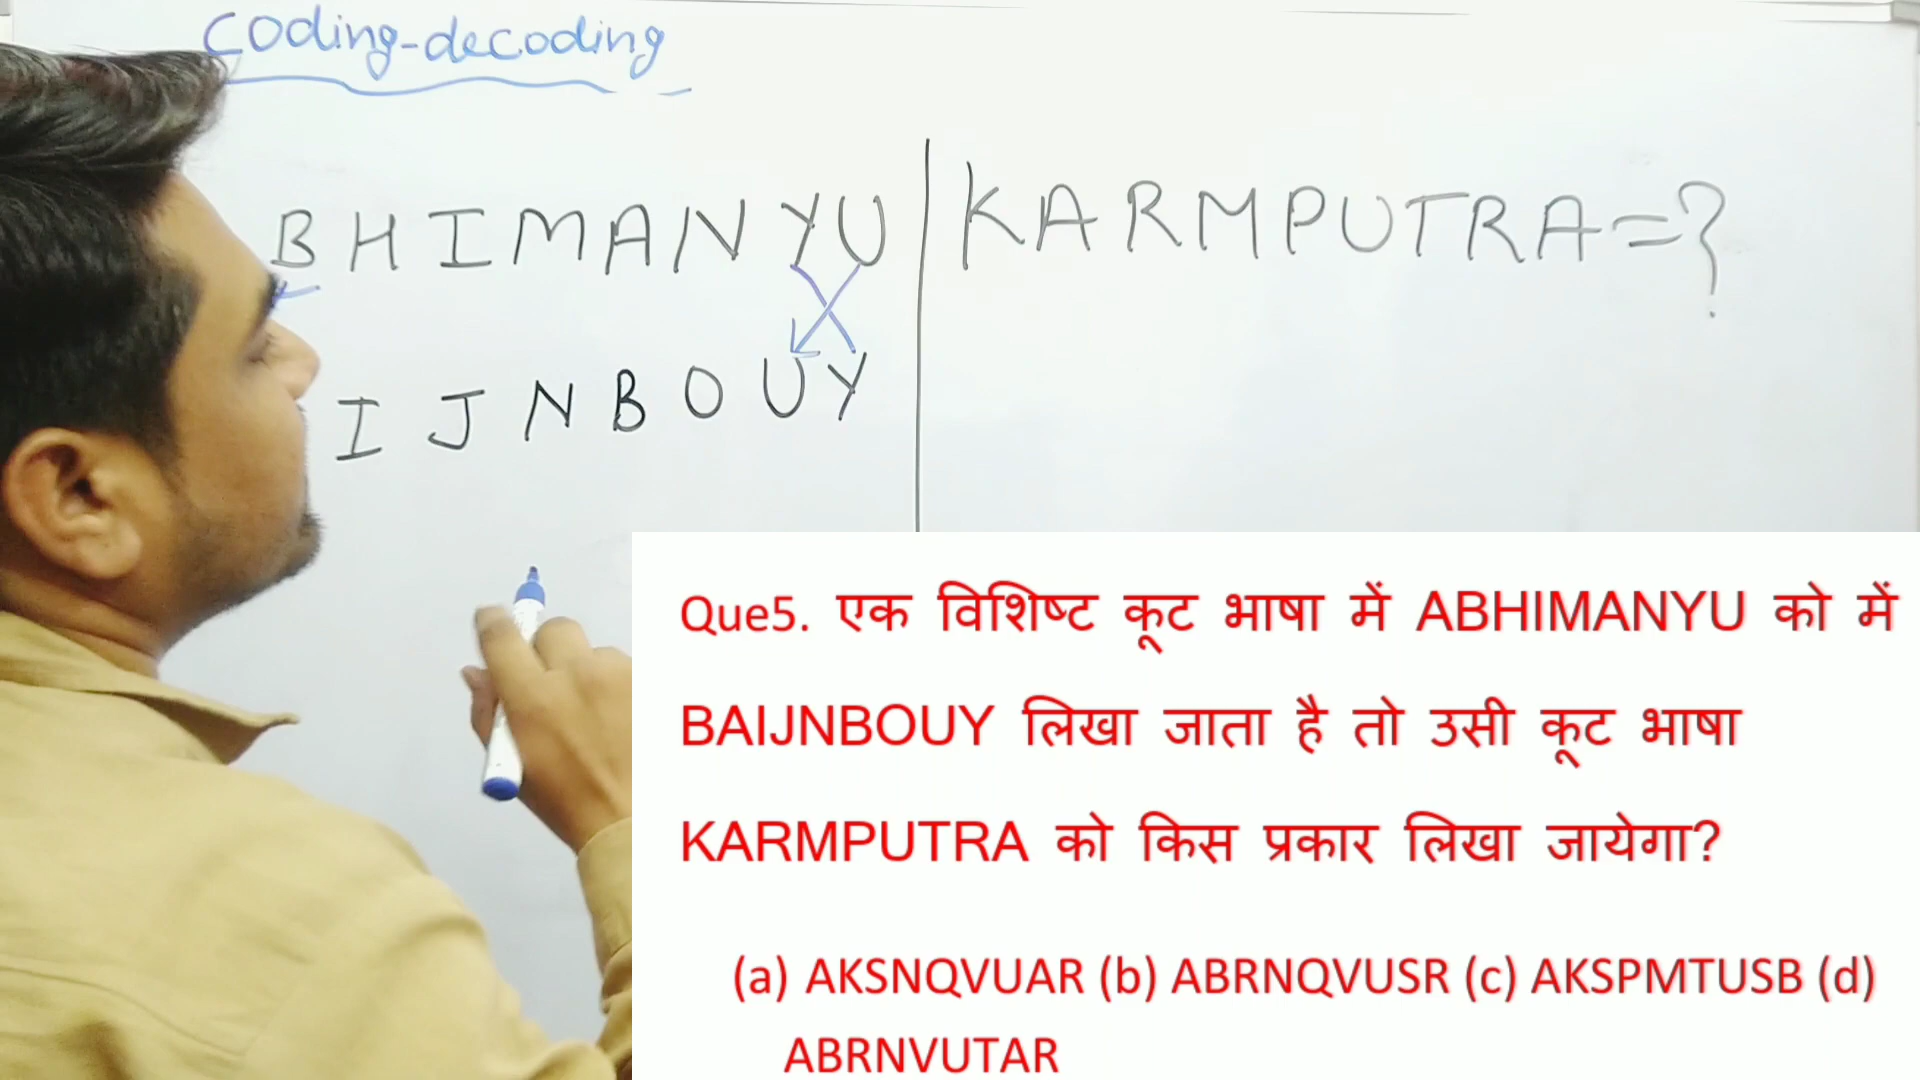 coding-decoding
BHIMANYU | KARMPUTRA=?
IJNBOUY
Que5. एक विशिष्ट कूट भाषा में ABHIMANYU को में
BAIJNBOUY लिखा जाता है तो उसी कूट भाषा
KARMPUTRA को किस प्रकार लिखा जायेगा?
(a) AKSNQVUAR (b) ABRNQVUSR (c) AKSPMTUSB (d)
ABRNVUTAR